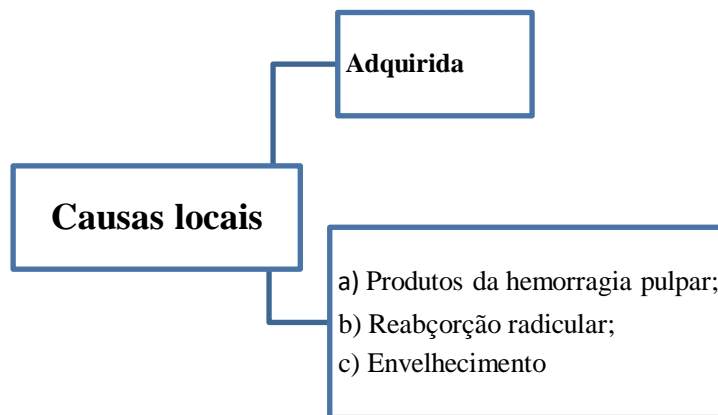 Adquirida
Causas locais
a) Produtos da hemorragia pulpar;
b) Reabçorção radicular;
c) Envelhecimento